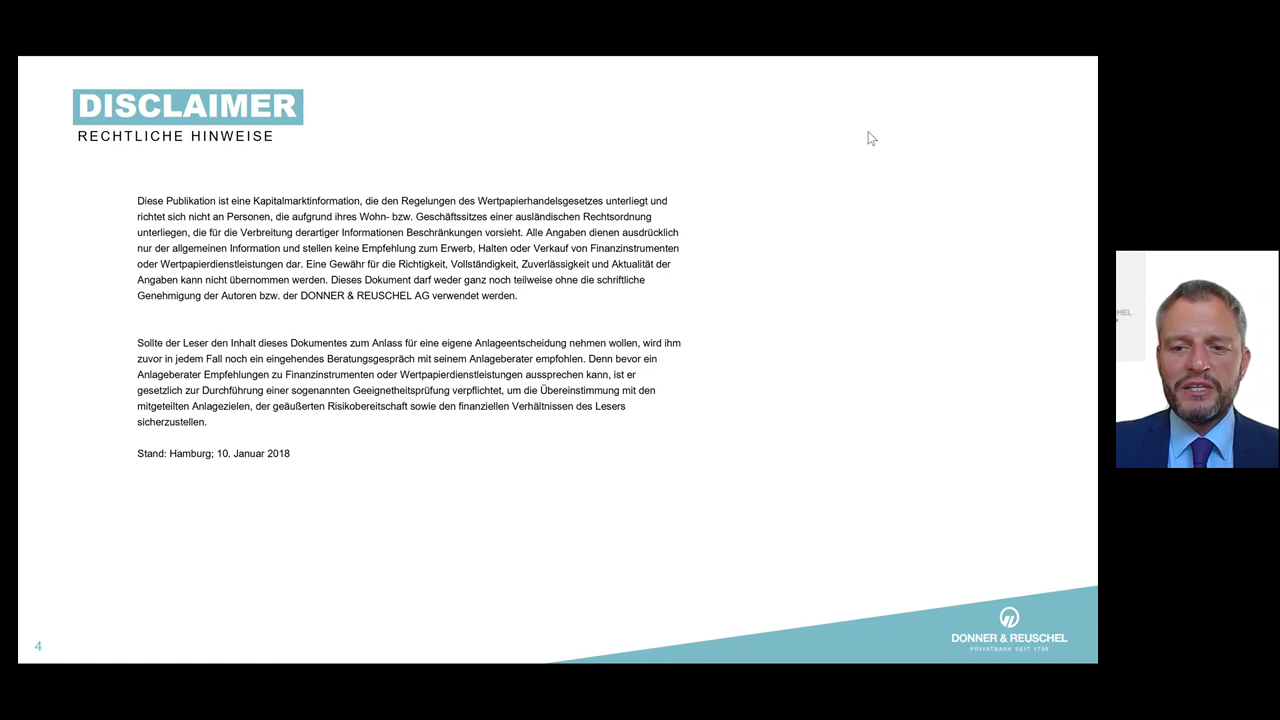 DISCLAIMER
RECHTLICHE HINWEISE
Diese Publikation ist eine Kapitalmarktinformation, die den Regelungen des Wertpapierhandelsgesetzes unterliegt und
richtet sich nicht an Personen, die aufgrund ihres Wohn- bzw. Geschäftssitzes einer ausländischen Rechtsordnung
unterliegen, die für die Verbreitung derartiger Informationen Beschränkungen vorsieht. Alle Angaben dienen ausdrücklich
nur der allgemeinen Information und stellen keine Empfehlung zum Erwerb, Halten oder Verkauf von Finanzinstrumenten
oder Wertpapierdienstleistungen dar. Eine Gewähr für die Richtigkeit, Vollständigkeit, Zuverlässigkeit und Aktualität der
Angaben kann nicht übernommen werden. Dieses Dokument darf weder ganz noch teilweise ohne die schriftliche
Genehmigung der Autoren bzw. der DONNER & REUSCHEL AG verwendet werden.
Sollte der Leser den Inhalt dieses Dokumentes zum Anlass für eine eigene Anlageentscheidung nehmen wollen, wird ihm
zuvor in jedem Fall noch ein eingehendes Beratungsgespräch mit seinem Anlageberater empfohlen. Denn bevor ein
Anlageberater Empfehlungen zu Finanzinstrumenten oder Wertpapierdienstleistungen aussprechen kann, ist er
gesetzlich zur Durchführung einer sogenannten Geeignetheitsprüfung verpflichtet, um die Übereinstimmung mit den
mitgeteilten Anlagezielen, der geäußerten Risikobereitschaft sowie den finanziellen Verhältnissen des Lesers
sicherzustellen.
Stand: Hamburg; 10. Januar 2018
4
DONNER & REUSCHEL
PRIVATBANK SEIT 1798